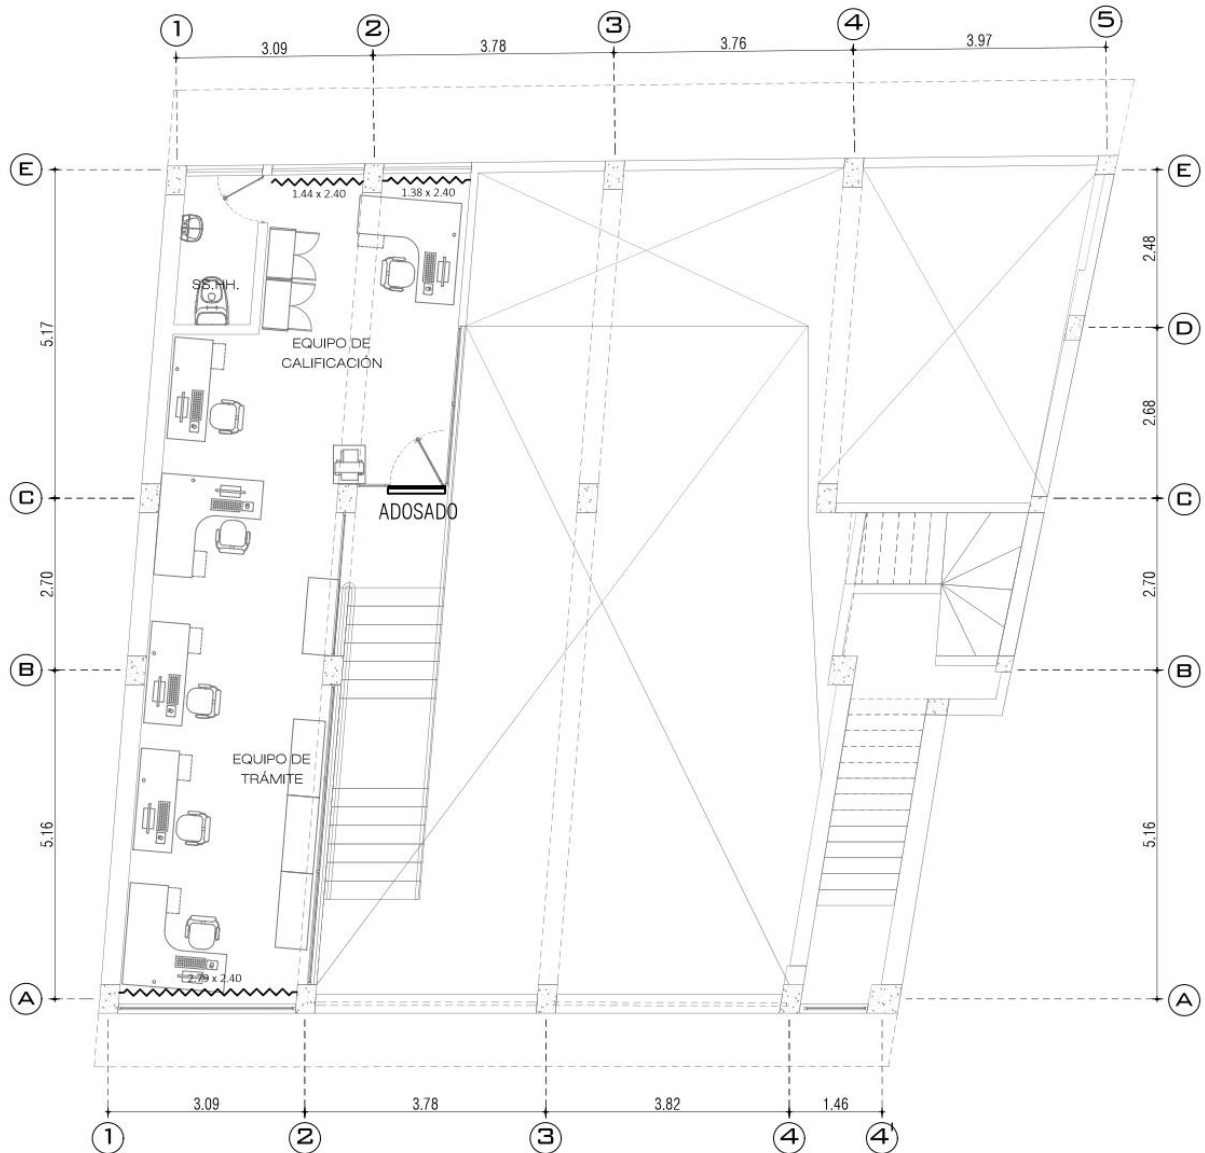 1
2
3
4
5
3.09
3.78
3.76
3.97
E
E
1.44 x 2.40
1.38 x 2.40
SS.HH.
2.48
5.17
D
EQUIPO DE
CALIFICACIÓN
2.68
C
C
ADOSADO
2.70
2.70
B
B
EQUIPO DE
TRÁMITE
5.16
5.16
2.79 x 2.40
A
A
3.09
3.78
3.82
1.46
1
2
3
4
4'